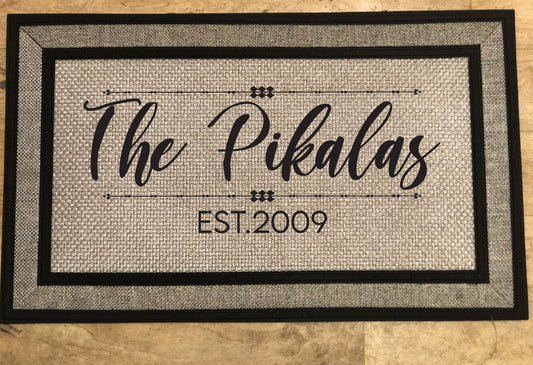 The Pikalas
EST.2009